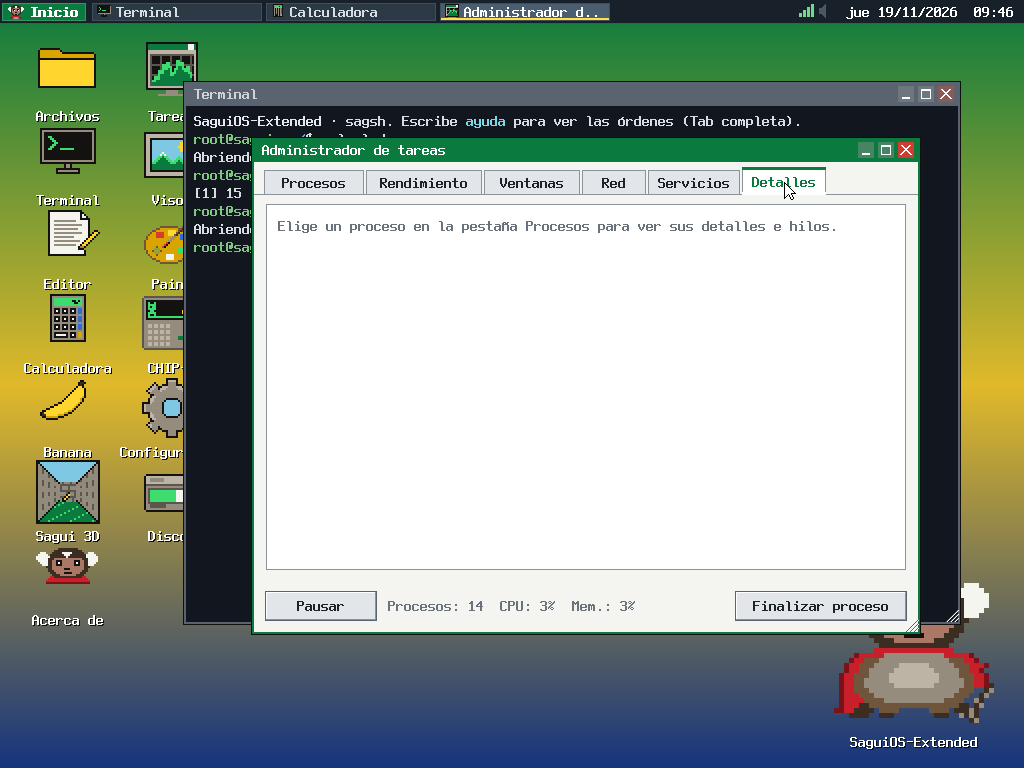 Inicio
Terminal
Calculadora
Administrador d..
jue 19/11/2026 09:46
Archivos
Terminal
Editor
Calculadora
CHIP-
Banana
Configur
Sagui 3D
Acerca de
Terminal
SaguiOS-Extended · sagsh. Escribe ayuda para ver las órdenes (Tab completa).
root@sag
Abriendo
root@sag
[1] 15
root@sag
Abriendo
root@sag
Administrador de tareas
Procesos
Rendimiento
Ventanas
Red
Servicios
Detalles
Elige un proceso en la pestaña Procesos para ver sus detalles e hilos.
Pausar
Procesos: 14 CPU: 3% Mem.: 3%
Finalizar proceso
SaguiOS-Extended